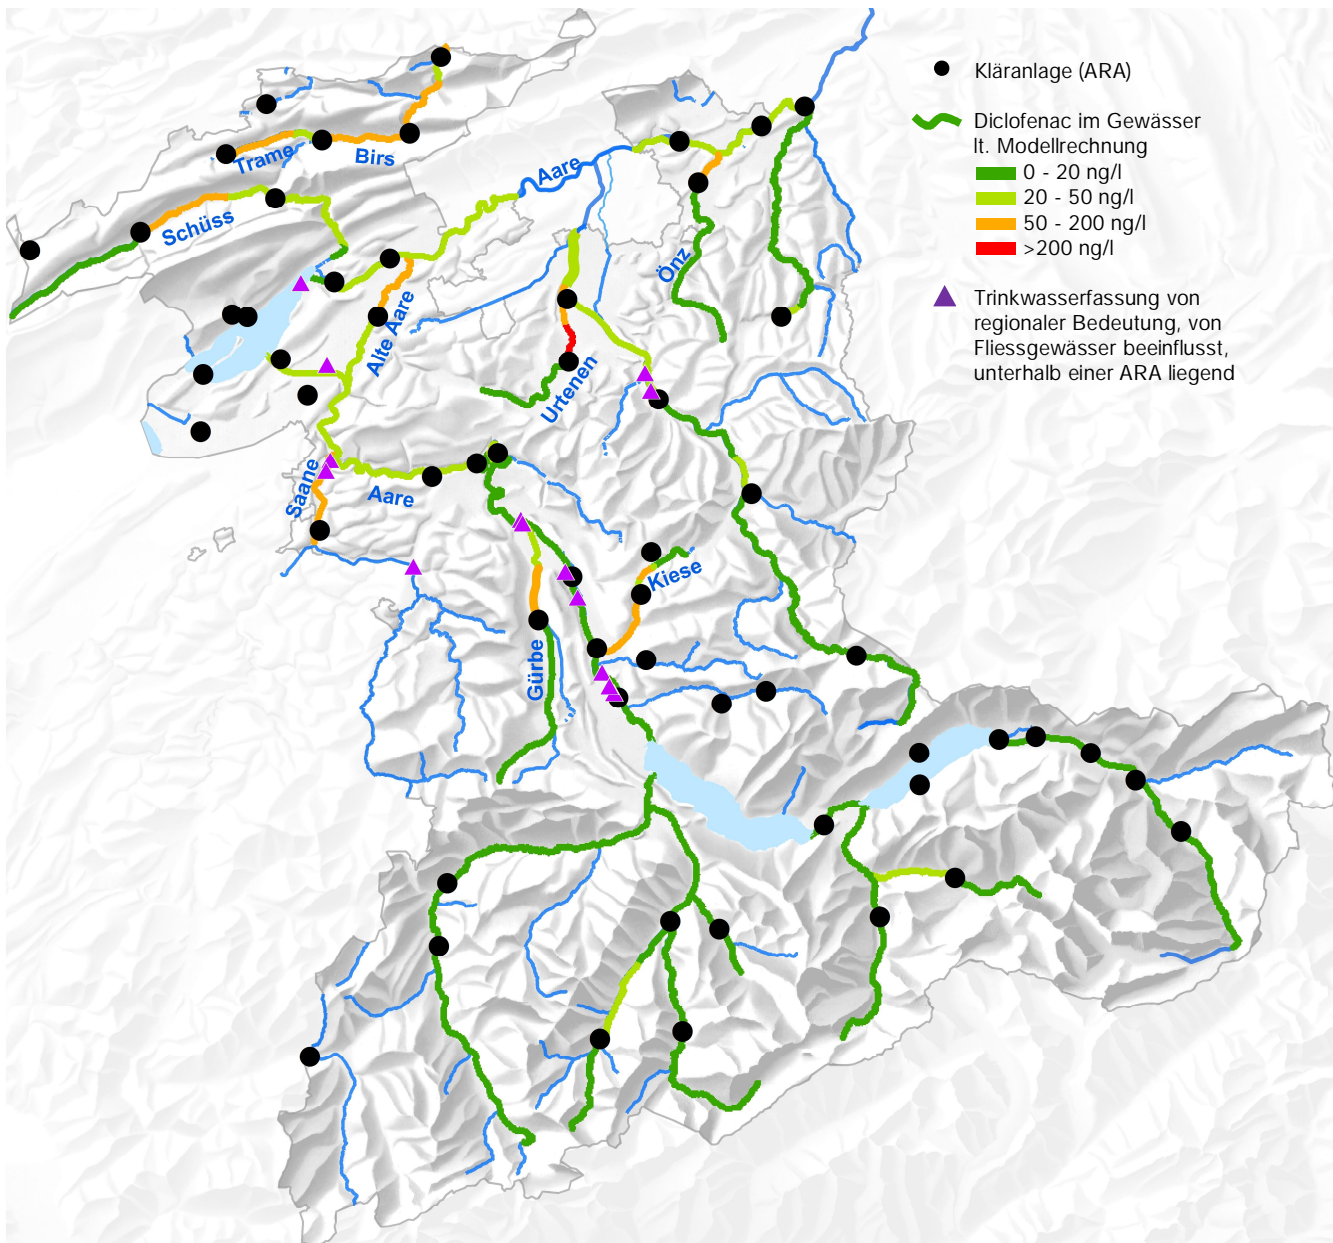 Kläranlage (ARA)
Diclofenac im Gewässer
lt. Modellrechnung
0 - 20 ng/l
20 - 50 ng/l
50 - 200 ng/l
>200 ng/l
Trinkwasserfassung von
regionaler Bedeutung, von
Fliessgewässer beeinflusst,
unterhalb einer ARA liegend
Trame
Birs
Schüss
Aare
Önz
Alte Aare
Urtenen
Saane
Aare
Kiese
Gürbe